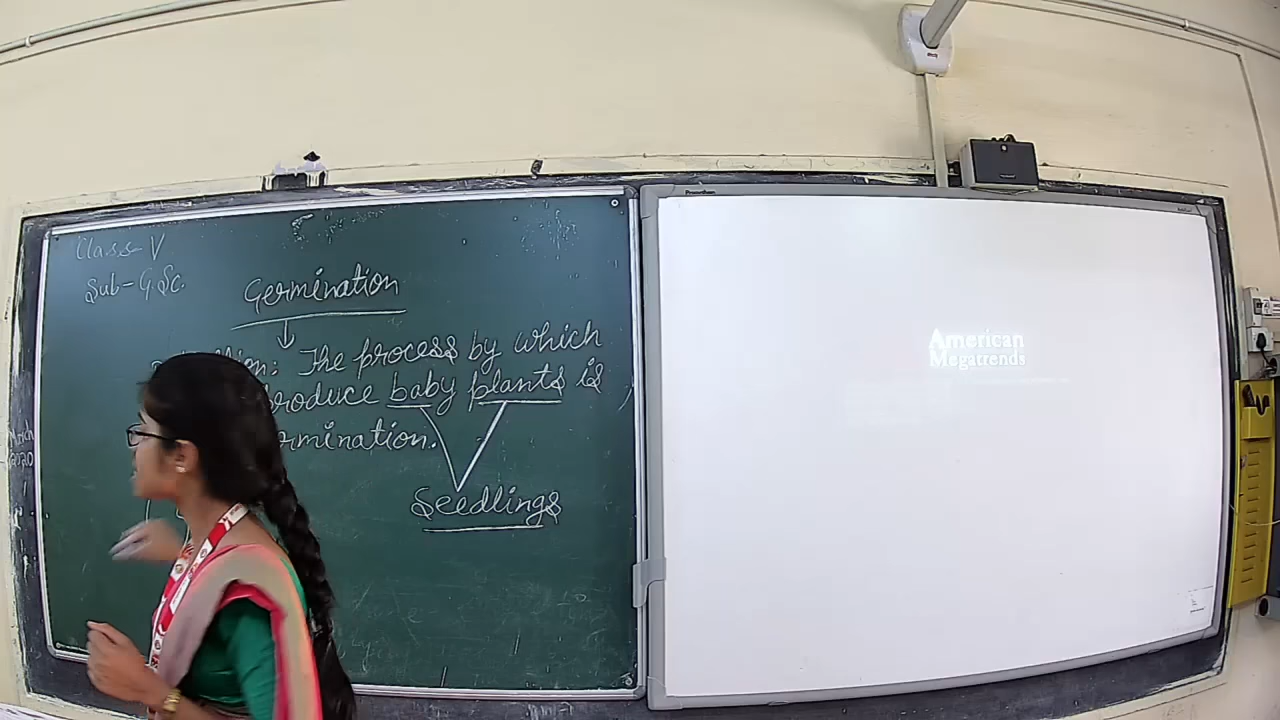 Class V
Sub - G.Sc.
Germination
The process by which
produce baby plants is
rmination.
Seedlings
American
Megatrends